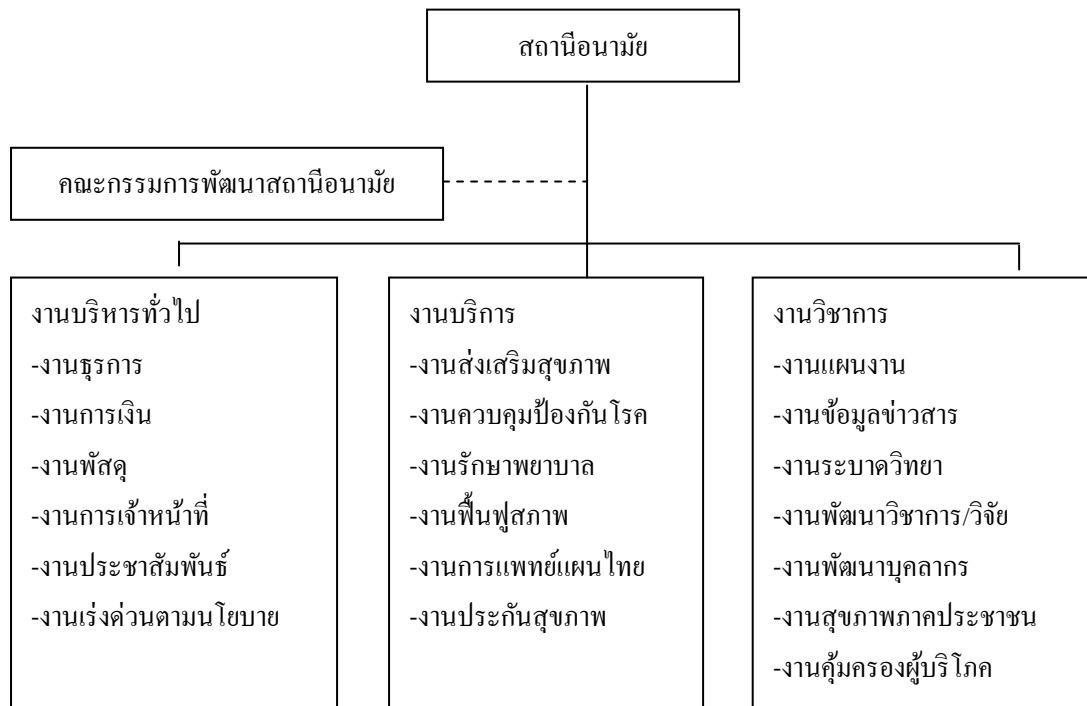 สถานีอนามัย
คณะกรรมการพัฒนาสถานีอนามัย
งานบริหารทั่วไป
-งานธุรการ
-งานการเงิน
-งานพัสดุ
-งานการเจ้าหน้าที่
-งานประชาสัมพันธ์
-งานเร่งด่วนตามนโยบาย
งานบริการ
-งานส่งเสริมสุขภาพ
-งานควบคุมป้องกันโรค
-งานรักษาพยาบาล
-งานฟื้นฟูสภาพ
-งานการแพทย์แผนไทย
-งานประกันสุขภาพ
งานวิชาการ
-งานแผนงาน
-งานข้อมูลข่าวสาร
-งานระบาดวิทยา
-งานพัฒนาวิชาการ/วิจัย
-งานพัฒนาบุคลากร
-งานสุขภาพภาคประชาชน
-งานคุ้มครองผู้บริโภค